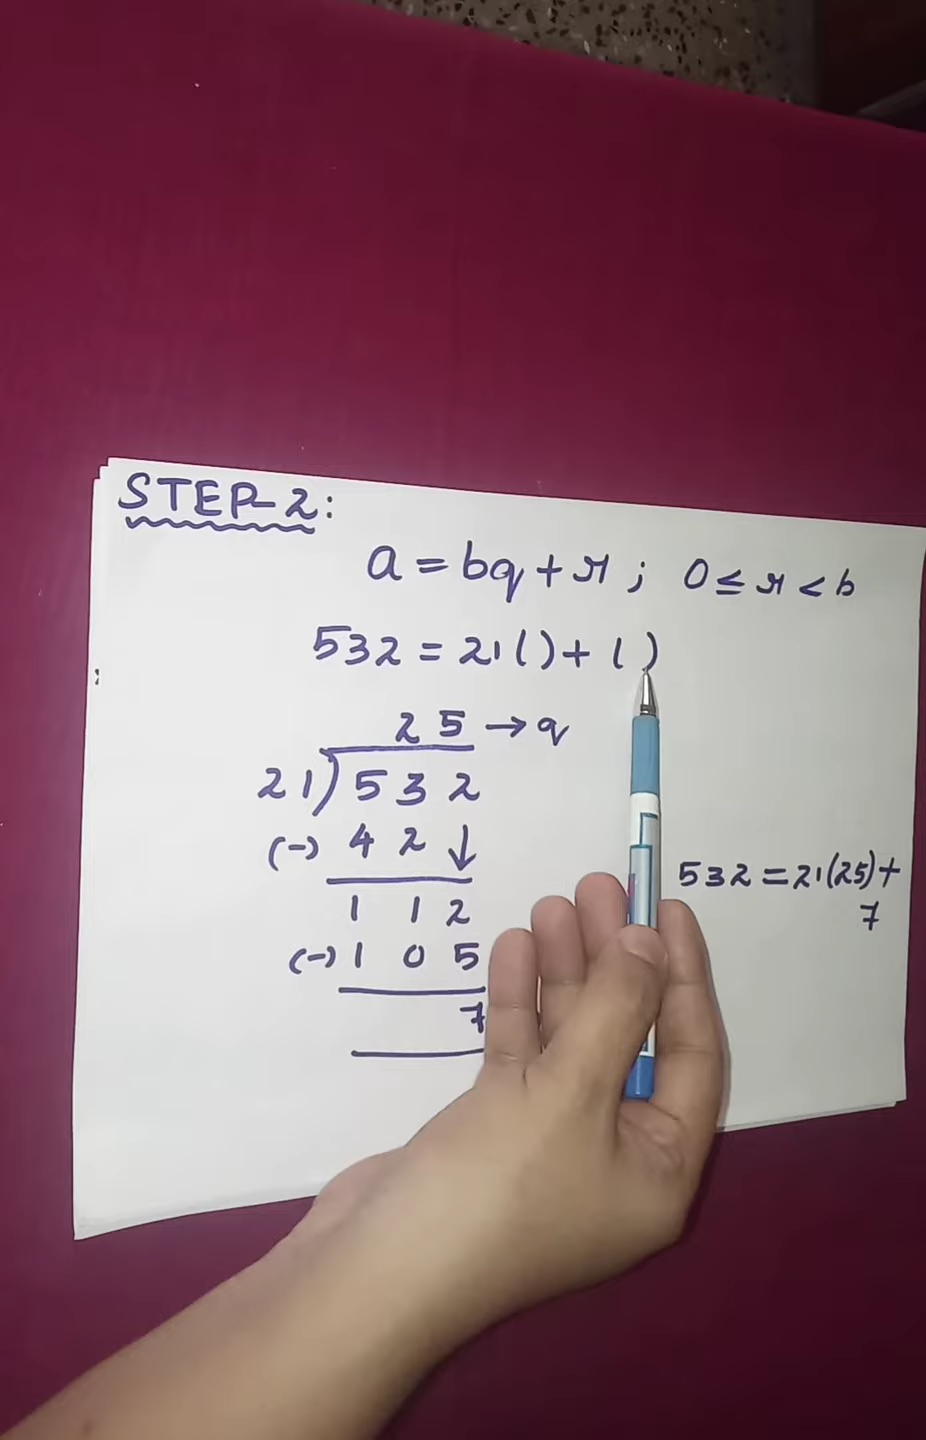 STEP-2:
a = bq + r ; 0 ≤ r < b
532 = 21 ( ) + ( )
25 → q
21) 532
(-) 42 ↓
112
(-) 105
7
532 = 21(25) +
7